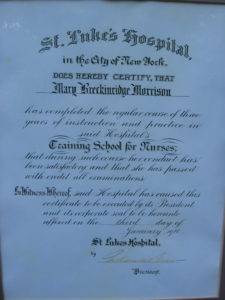 St. Luke's Hospital,
in the City of New York.
DOES HEREBY CERTIFY, THAT
Mary Breckinridge Morrison
has completed the regular course of three
years of instruction and practice in
said Hospital's
Training School for Nurses;
that during such course her conduct has
been satisfactory and that she has passed
with credit all examinations.
In Witness Whereof, said Hospital has caused this
certificate to be executed by its President
and its corporate seal to be hereunto
affixed on the third day of
January 19
St. Luke's Hospital,
by
President